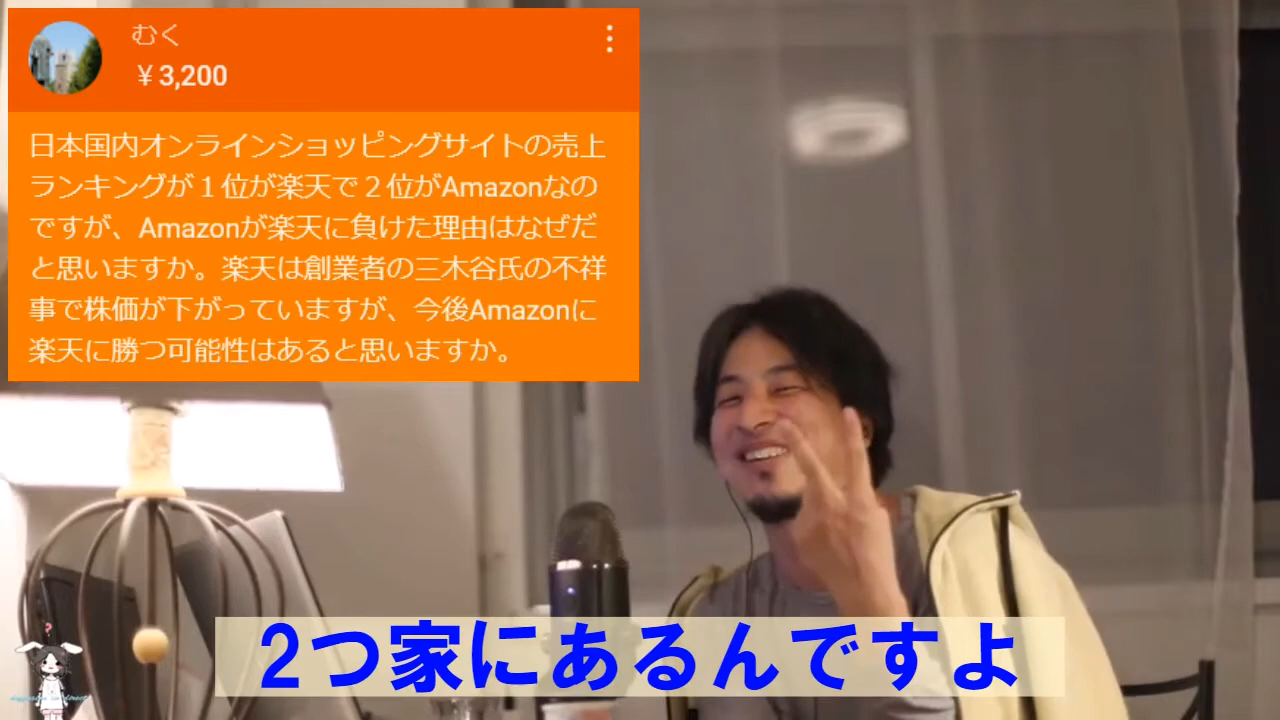 むく
￥3,200
日本国内オンラインショッピングサイトの売上
ランキングが１位が楽天で２位がAmazonなの
ですが、Amazonが楽天に負けた理由はなぜだ
と思いますか。楽天は創業者の三木谷氏の不祥
事で株価が下がっていますが、今後Amazonに
楽天に勝つ可能性はあると思いますか。
2つ家にあるんですよ